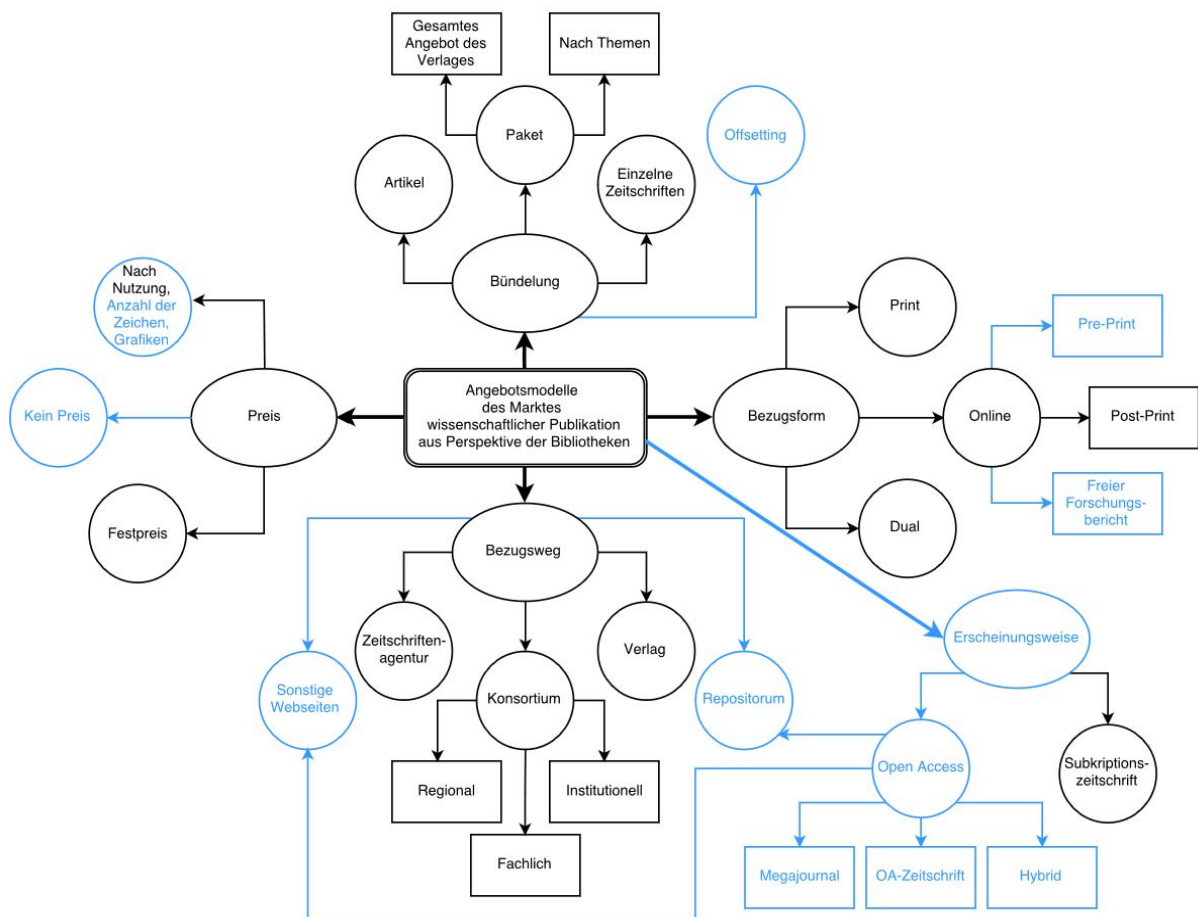 Gesamtes
Angebot des
Verlages
Nach Themen
Paket
Offsetting
Artikel
Einzelne
Zeitschriften
Bündelung
Nach
Nutzung,
Anzahl der
Zeichen,
Grafiken
Print
Pre-Print
Kein Preis
Preis
Angebotsmodelle
des Marktes
wissenschaftlicher Publikation
aus Perspektive der Bibliotheken
Bezugsform
Online
Post-Print
Festpreis
Bezugsweg
Dual
Freier
Forschungs-
bericht
Zeitschriften-
agentur
Verlag
Erscheinungsweise
Sonstige
Webseiten
Konsortium
Repositorum
Open Access
Subkriptions-
zeitschrift
Regional
Institutionell
Fachlich
Megajournal
OA-Zeitschrift
Hybrid